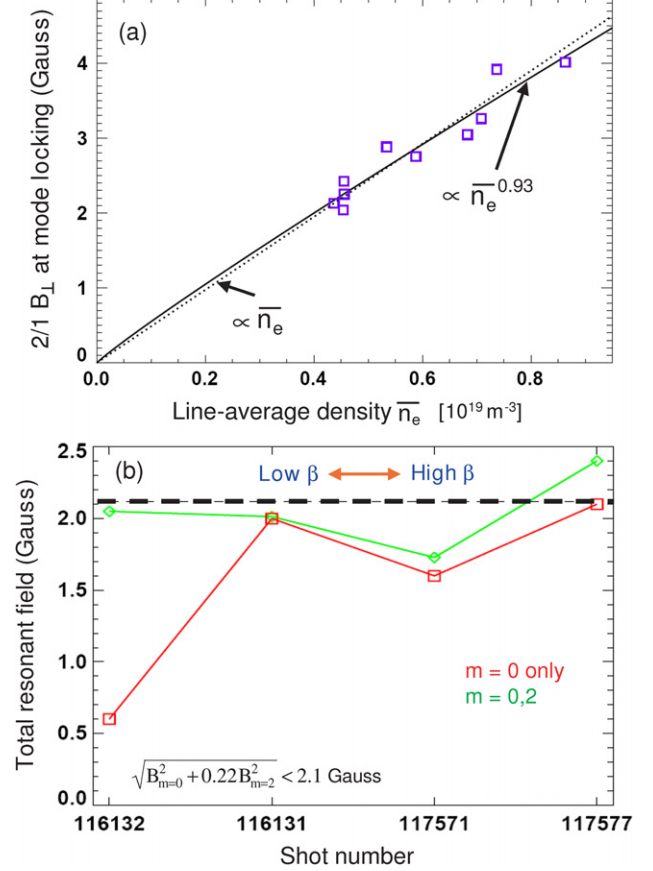 (a)
2/1 B⊥ at mode locking (Gauss)
4
3
2
1
0
∝ n̅e^0.93
∝ n̅e
0.0 0.2 0.4 0.6 0.8
Line-average density n̅e [10^19 m^-3]
(b)
Low β High β
Total resonant field (Gauss)
2.5
2.0
1.5
1.0
0.5
0.0
m = 0 only
m = 0,2
√(B²m=0 + 0.22B²m=2) < 2.1 Gauss
116132 116131 117571 117577
Shot number